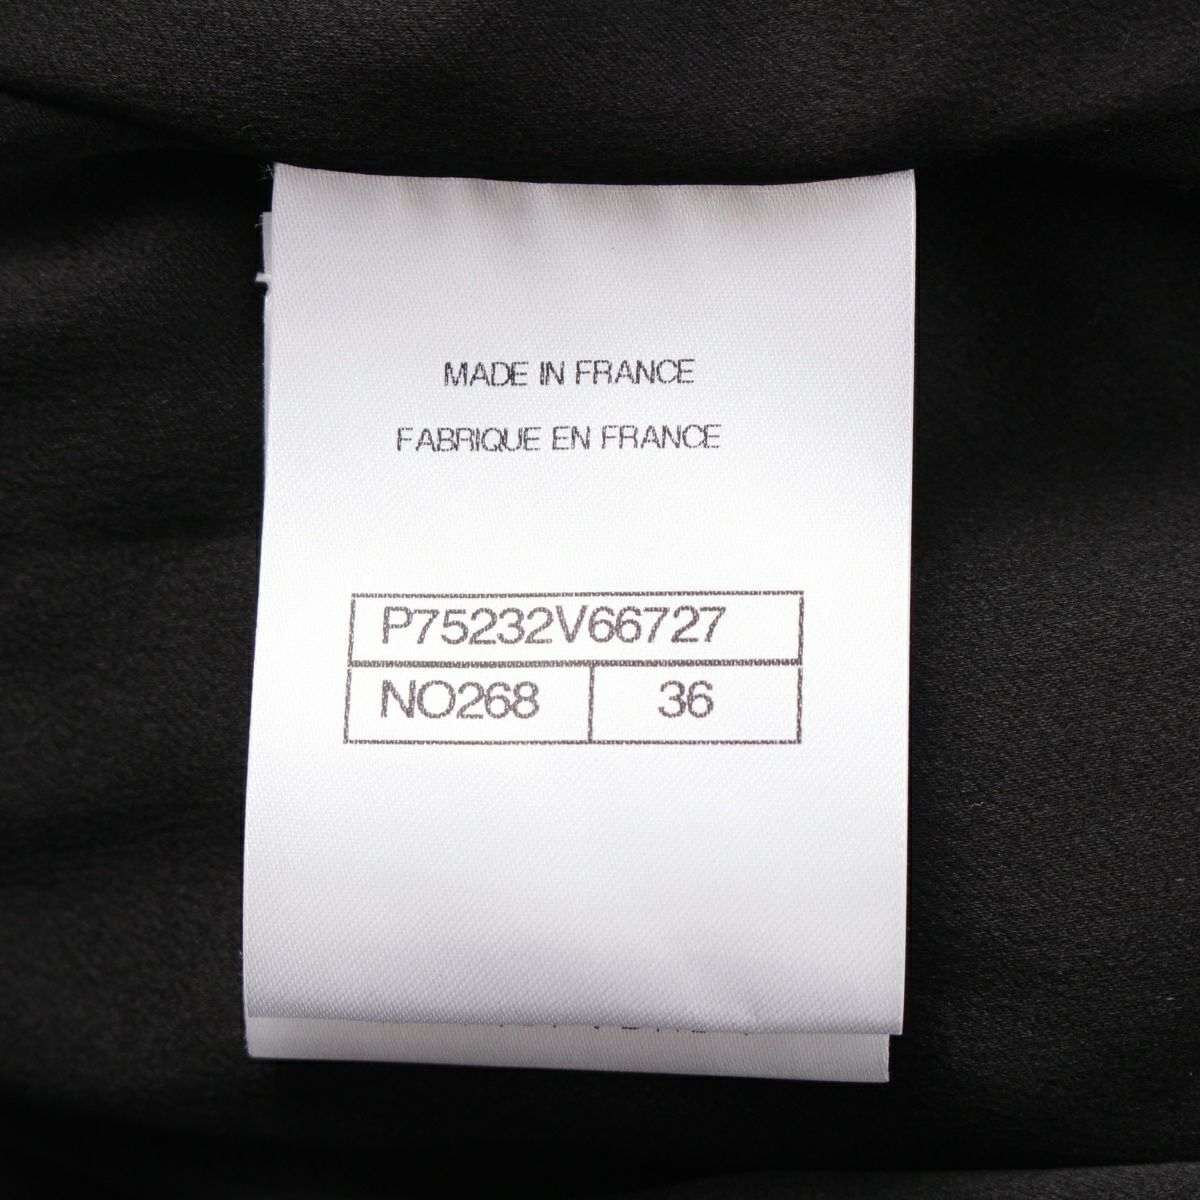 MADE IN FRANCE
FABRIQUE EN FRANCE
P75232V66727
NO268 36